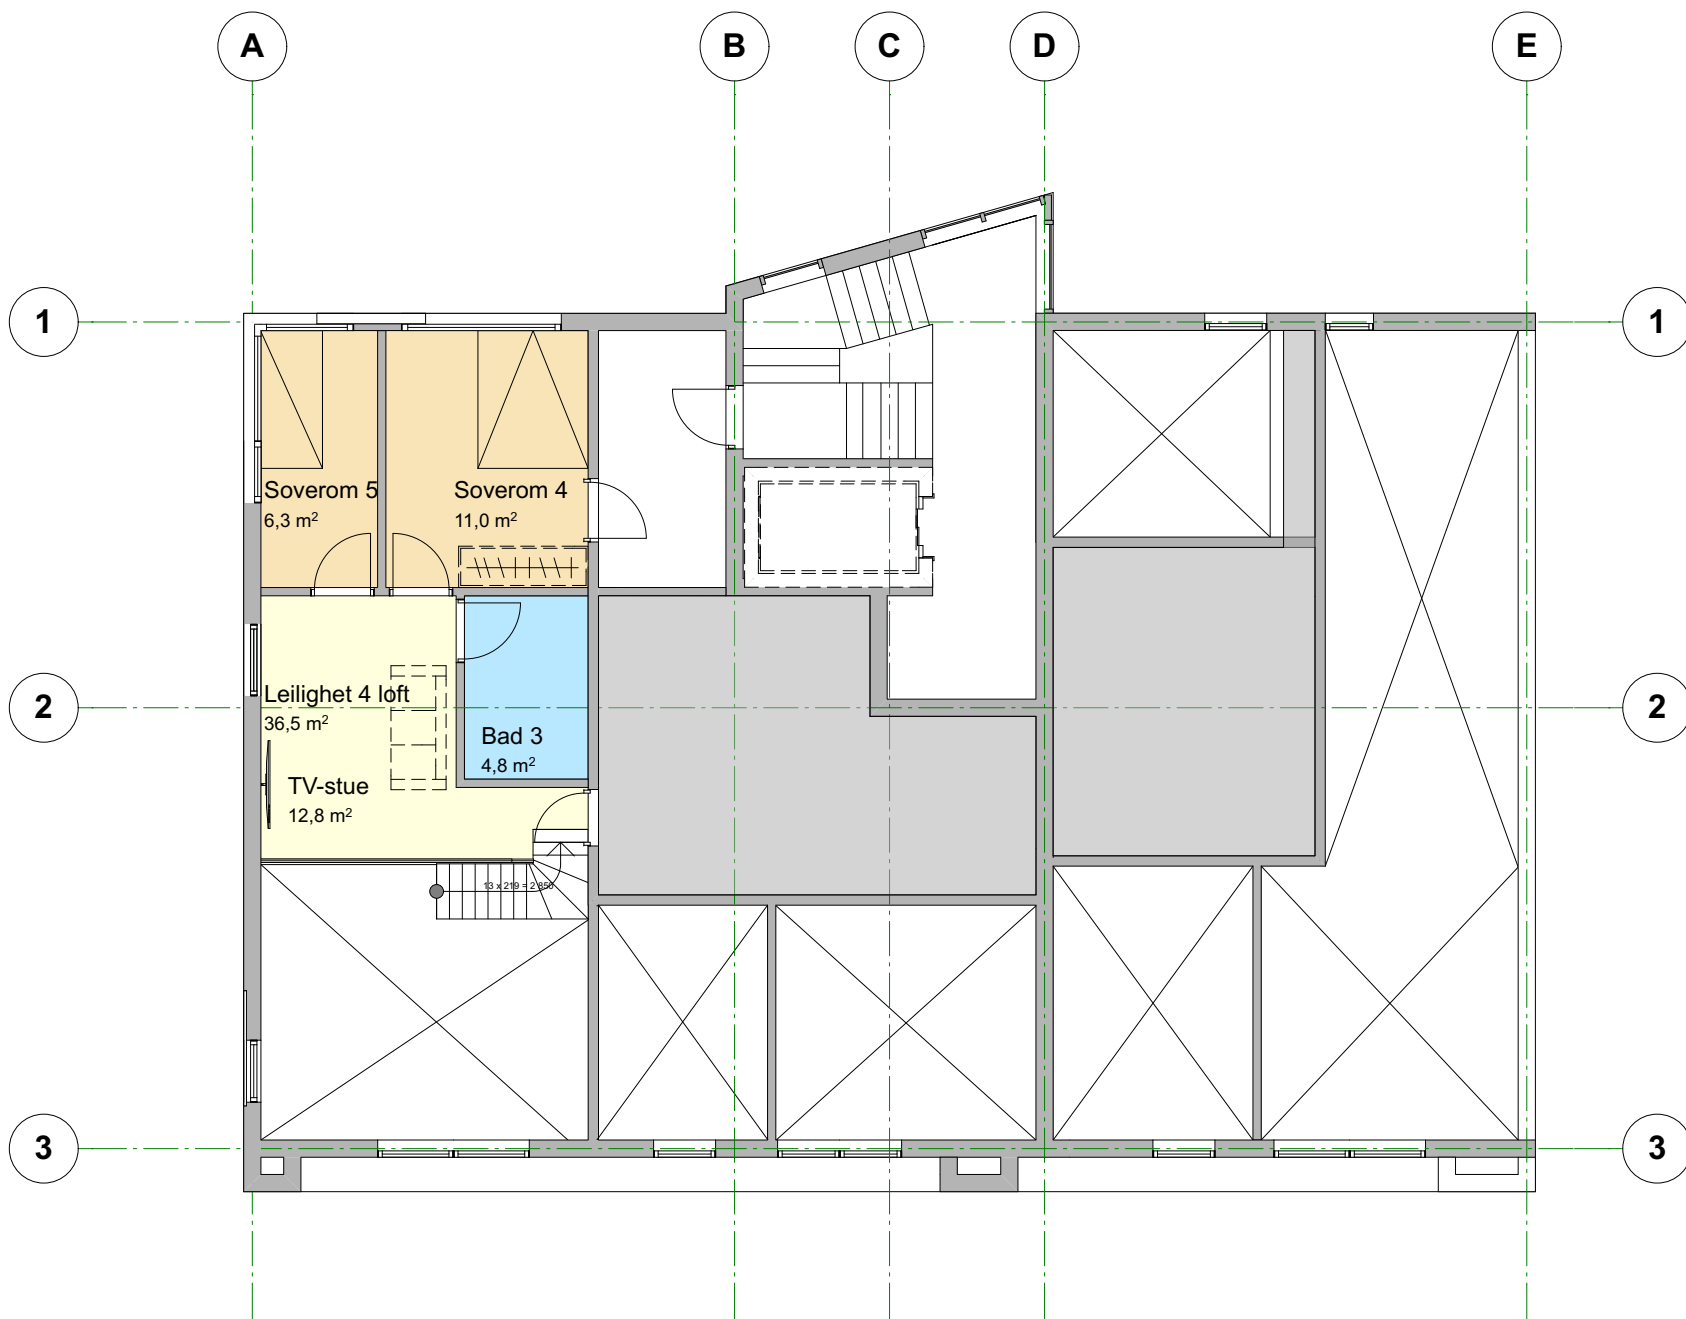 A
B
C
D
E
1
1
Soverom 5
6,3 m²
Soverom 4
11,0 m²
Leilighet 4 loft
36,5 m²
2
2
Bad 3
4,8 m²
TV-stue
12,8 m²
13 x 219 = 2 850
3
3